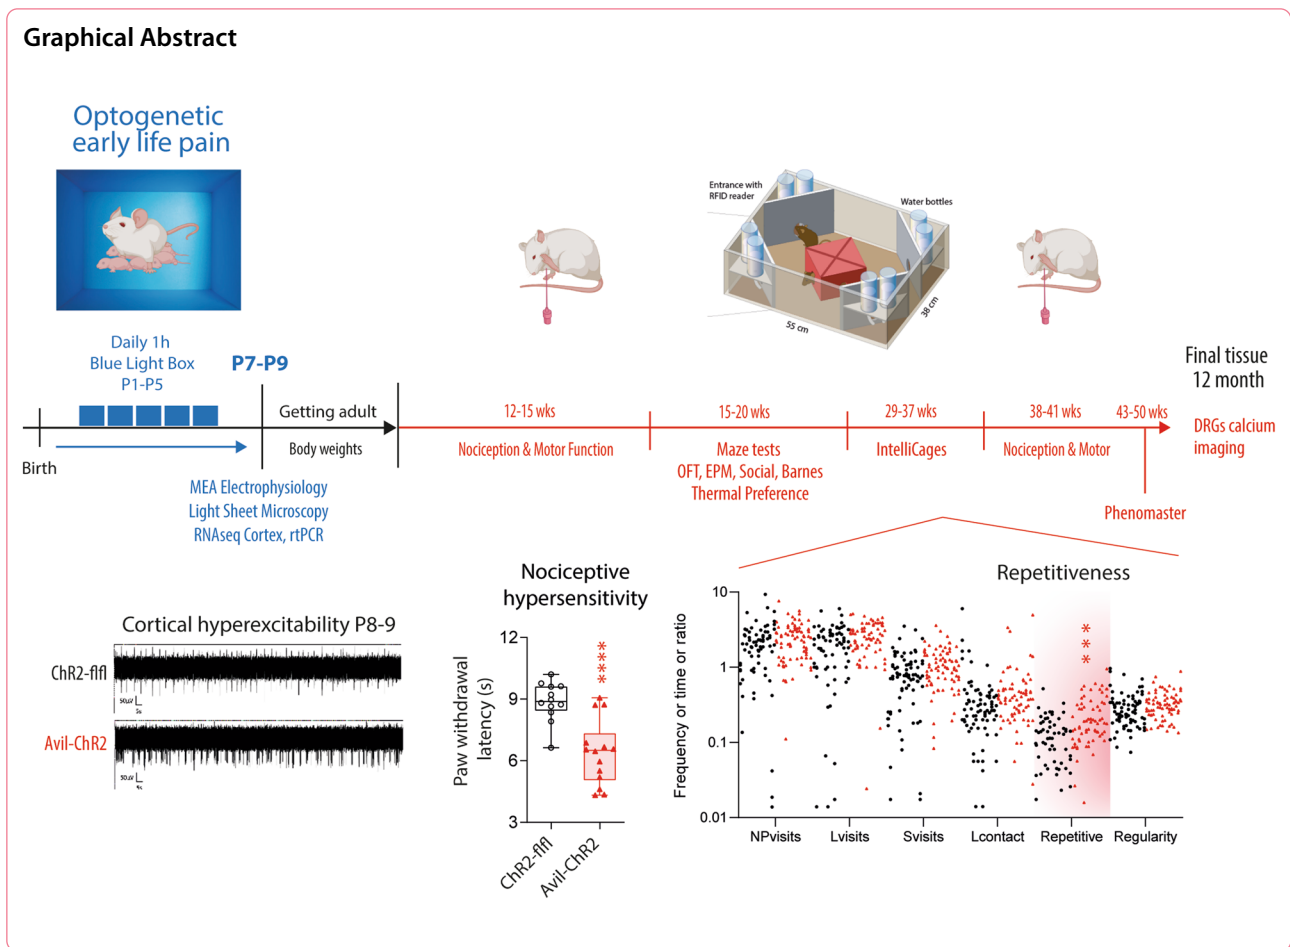 Graphical Abstract
Optogenetic
early life pain
Entrance with
RFID reader
Water bottles
55 cm
38 cm
Daily 1h
Blue Light Box
P1-P5
P7-P9
Final tissue
12 month
Getting adult
12-15 wks
15-20 wks
29-37 wks
38-41 wks
43-50 wks
Birth
Body weights
Nociception & Motor Function
Maze tests
OFT, EPM, Social, Barnes
Thermal Preference
IntelliCages
Nociception & Motor
DRGs calcium
imaging
MEA Electrophysiology
Light Sheet Microscopy
RNAseq Cortex, rtPCR
Phenomaster
Cortical hyperexcitability P8-9
ChR2-flfl
50µV
5s
Avil-ChR2
50µV
5s
Nociceptive
hypersensitivity
Paw withdrawal
latency (s)
12
9
6
3
****
ChR2-flfl
Avil-ChR2
Repetitiveness
Frequency or time or ratio
10
1
0.1
0.01
***
NPvisits
Lvisits
Svisits
Lcontact
Repetitive
Regularity